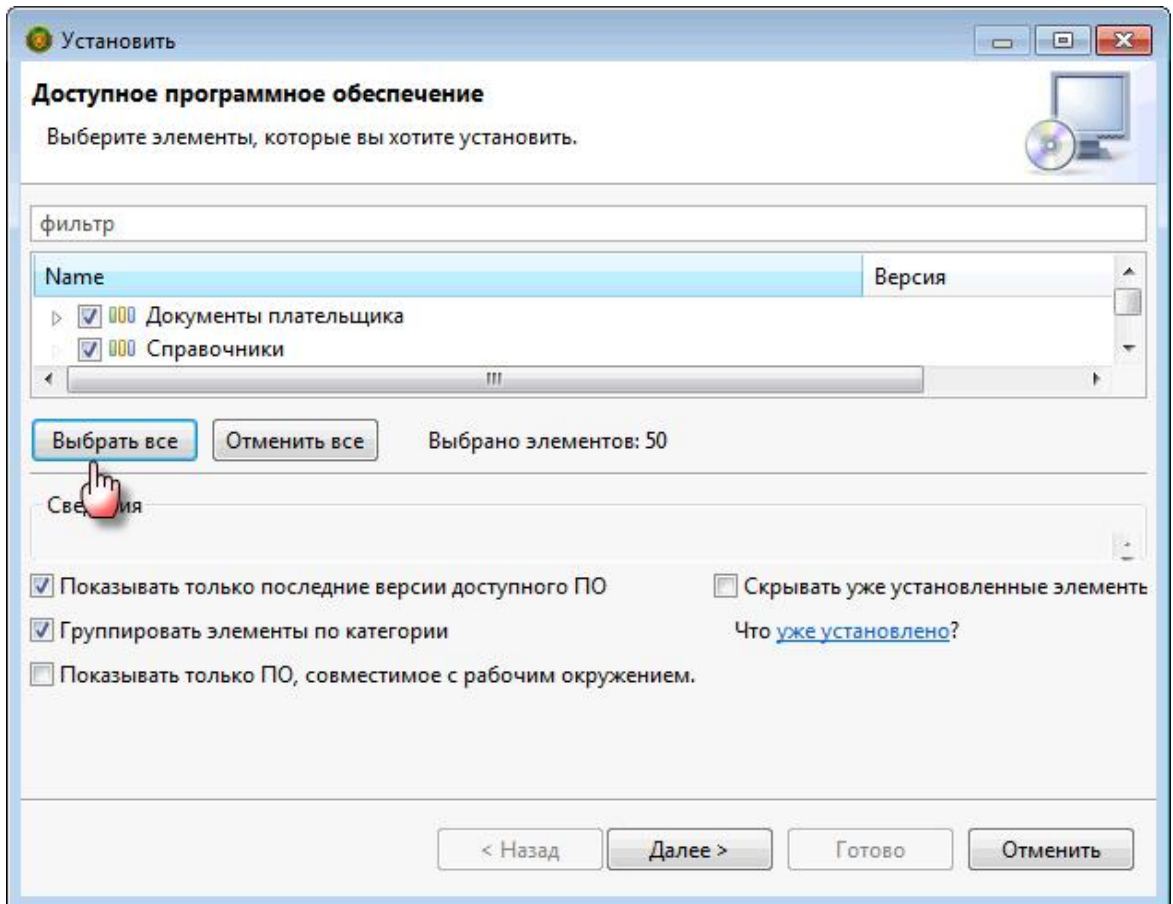 Установить
Доступное программное обеспечение
Выберите элементы, которые вы хотите установить.
фильтр
Name Версия
Документы плательщика
Справочники
Выбрать все Отменить все Выбрано элементов: 50
Показывать только последние версии доступного ПО Скрывать уже установленные
Группировать элементы по категории Что уже установлено?
Показывать только ПО, совместимое с рабочим окружением.
< Назад Далее > Готово Отменить